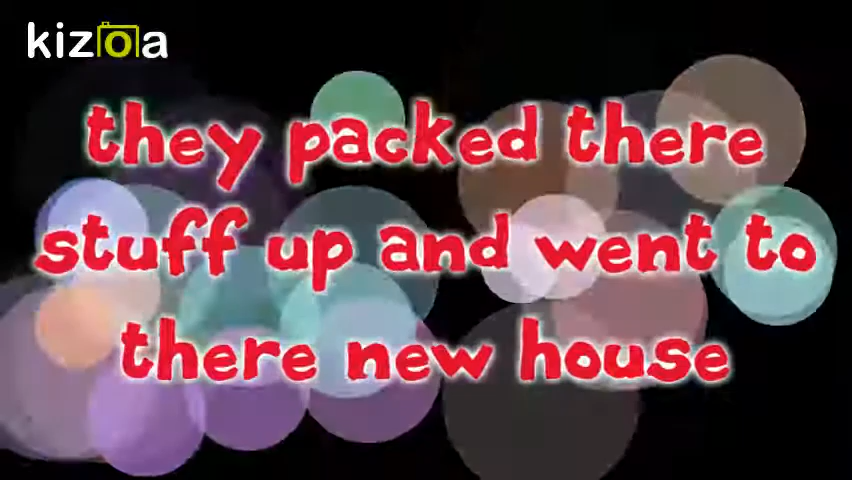 kizoa
they packed there
stuff up and went to
there new house